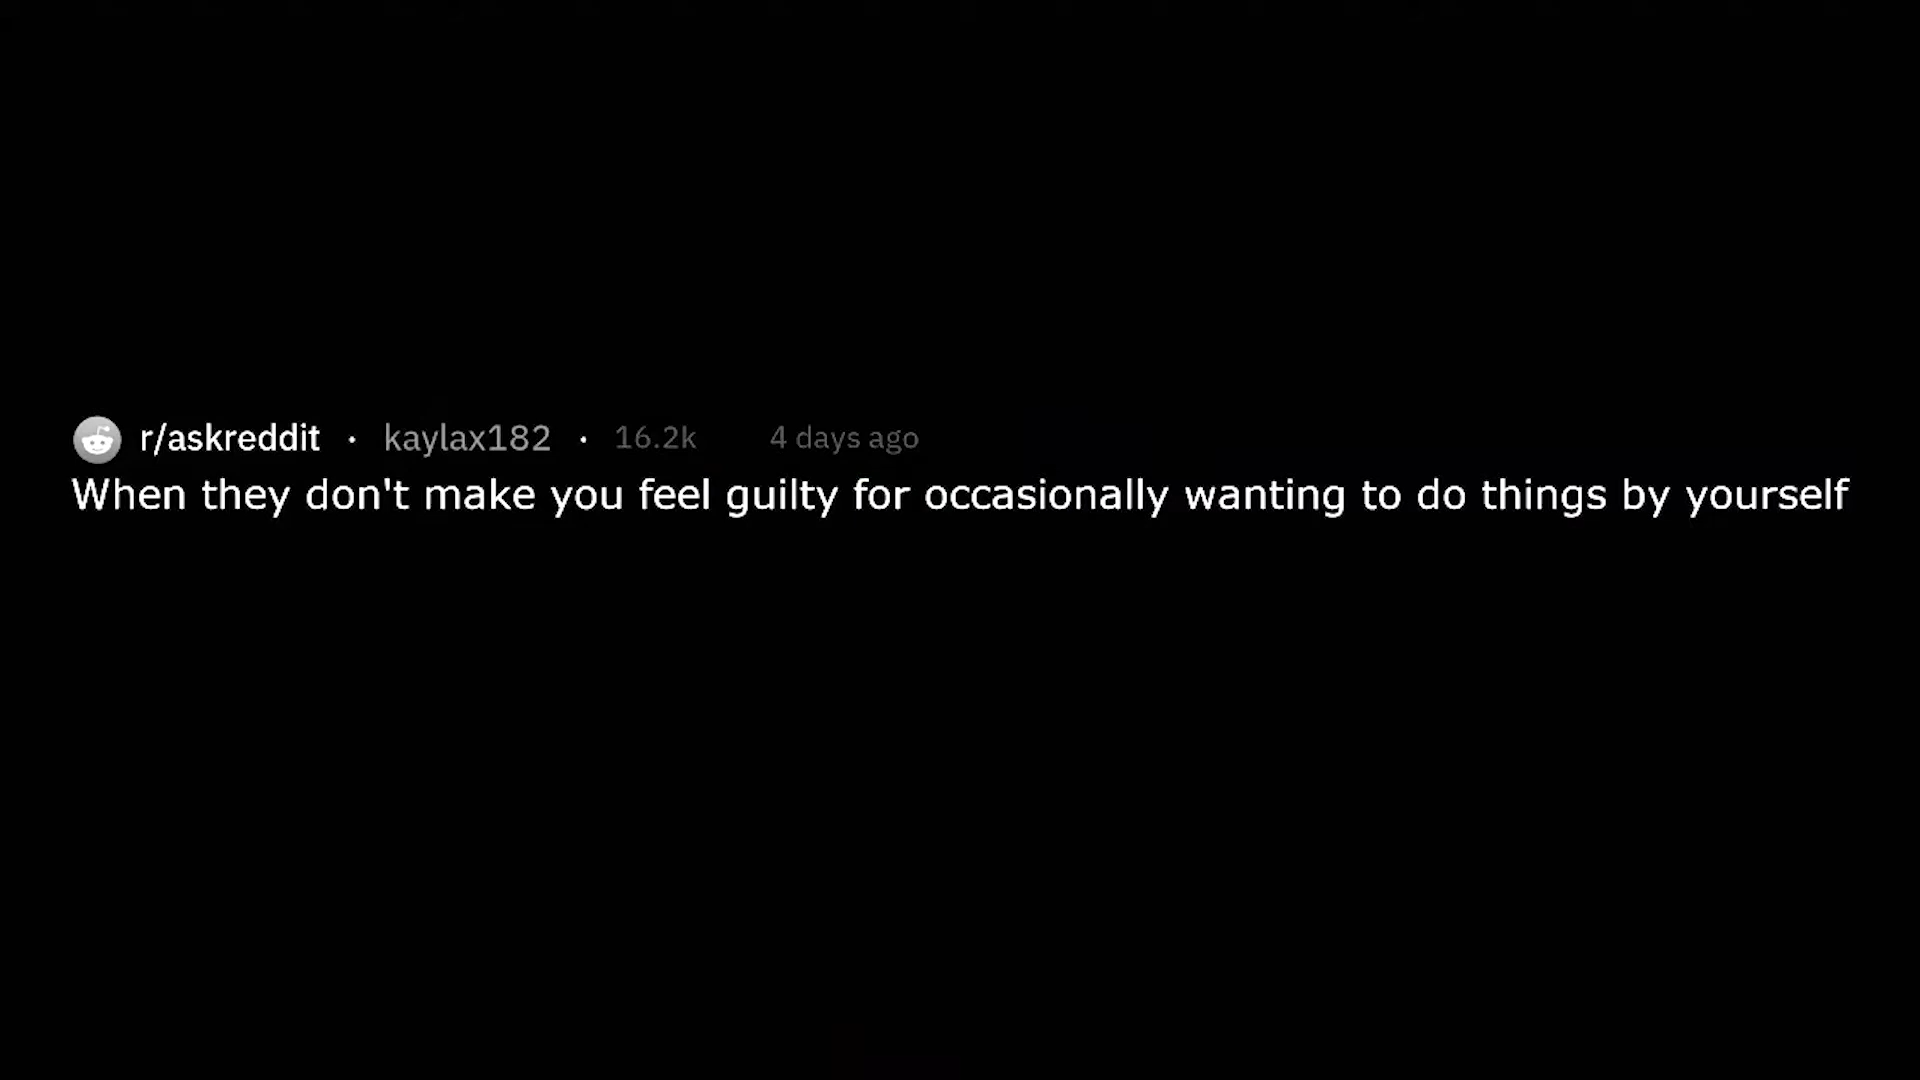 r/askreddit · kaylax182 · 16.2k 4 days ago
When they don't make you feel guilty for occasionally wanting to do things by yourself